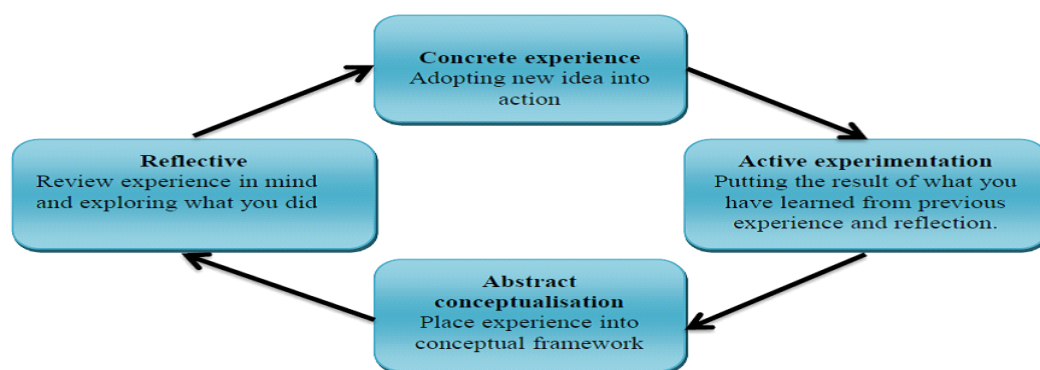 Concrete experience
Adopting new idea into
action
Reflective
Review experience in mind
and exploring what you did
Active experimentation
Putting the result of what you
have learned from previous
experience and reflection.
Abstract
conceptualisation
Place experience into
conceptual framework